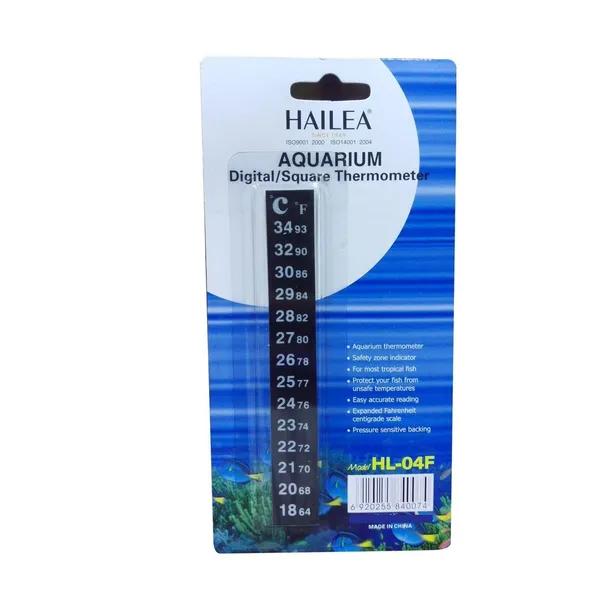 HAILEA®
SINCE 1969
ISO9001:2000 ISO14001:2004
AQUARIUM
Digital/Square Thermometer
°C °F
34 93
32 90
30 86
29 84
28 82
27 80
26 78
25 77
24 76
23 74
22 72
21 70
20 68
18 64
• Aquarium thermometer
• Safety zone indicator
• For most tropical fish
• Protect your fish from
unsafe temperatures
• Easy accurate reading
• Expanded Fahrenheit
centigrade scale
• Pressure sensitive backing
Model HL-04F
6 920255 840074
MADE IN CHINA